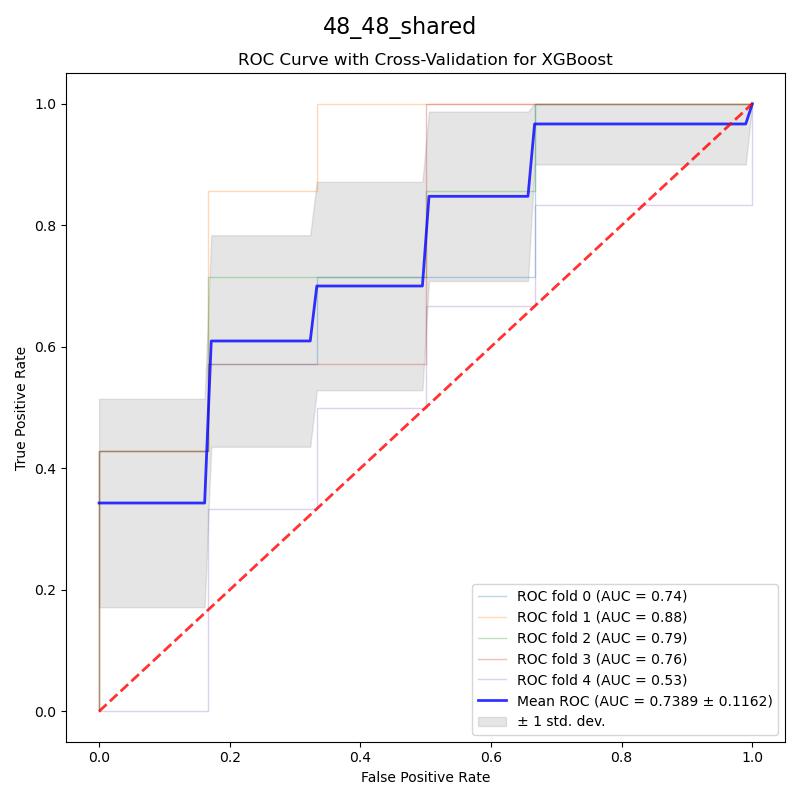 48_48_shared
ROC Curve with Cross-Validation for XGBoost
True Positive Rate
1.0
0.8
0.6
0.4
0.2
0.0
0.0 0.2 0.4 0.6 0.8 1.0
False Positive Rate
ROC fold 0 (AUC = 0.74)
ROC fold 1 (AUC = 0.88)
ROC fold 2 (AUC = 0.79)
ROC fold 3 (AUC = 0.76)
ROC fold 4 (AUC = 0.53)
Mean ROC (AUC = 0.7389 ± 0.1162)
± 1 std. dev.